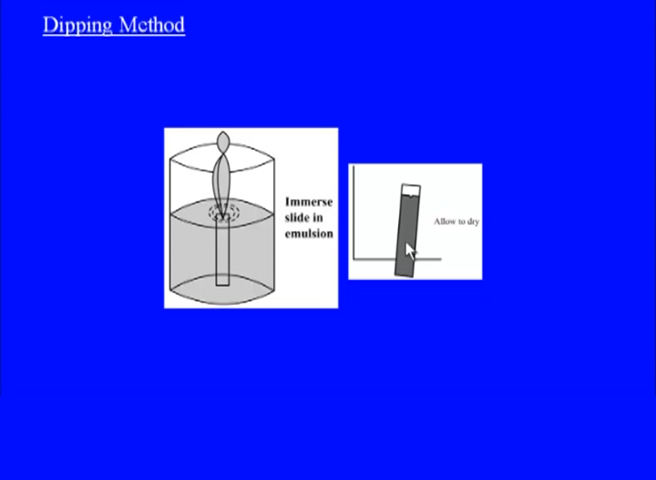 Dipping Method
Immerse
slide in
emulsion
Allow to dry